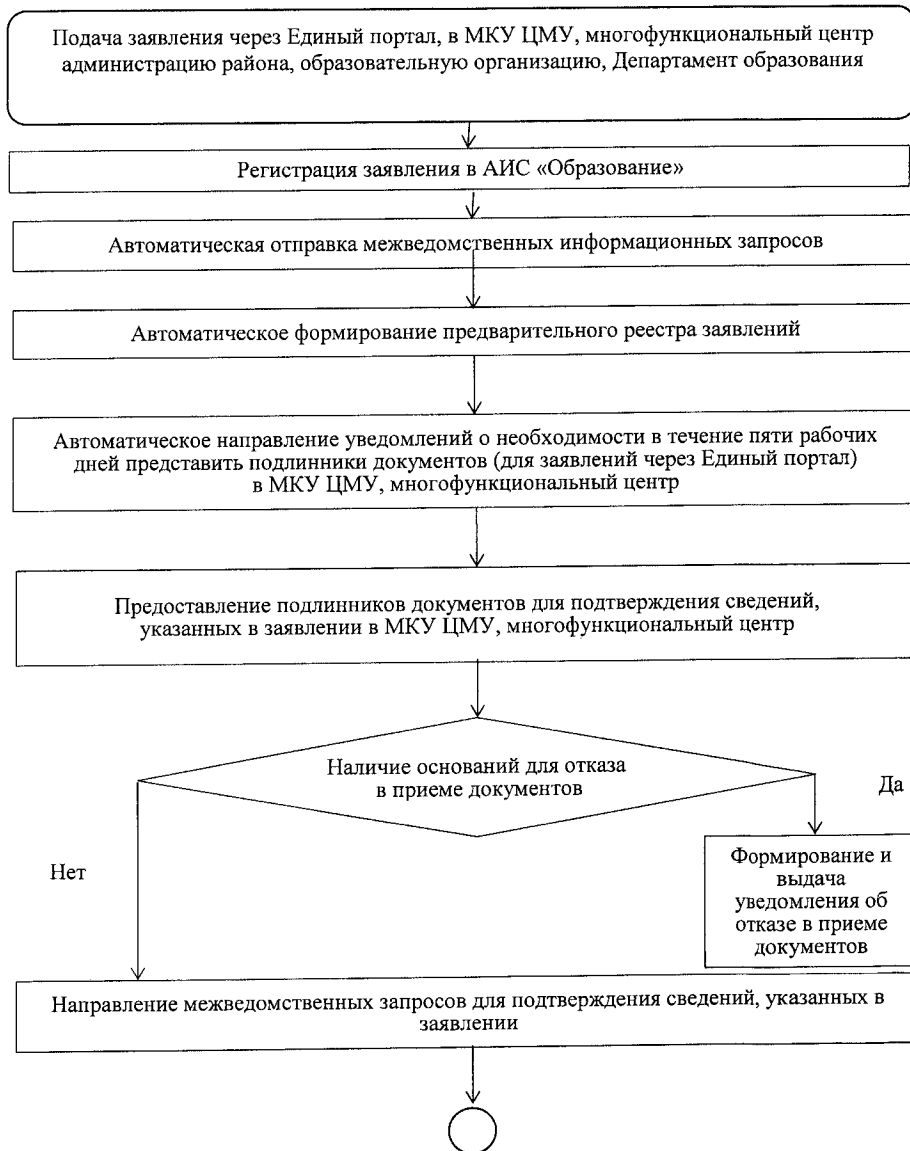 Подача заявления через Единый портал, в МКУ ЦМУ, многофункциональный центр
администрацию района, образовательную организацию, Департамент образования
Регистрация заявления в АИС «Образование»
Автоматическая отправка межведомственных информационных запросов
Автоматическое формирование предварительного реестра заявлений
Автоматическое направление уведомлений о необходимости в течение пяти рабочих
дней представить подлинники документов (для заявлений через Единый портал)
в МКУ ЦМУ, многофункциональный центр
Предоставление подлинников документов для подтверждения сведений,
указанных в заявлении в МКУ ЦМУ, многофункциональный центр
Наличие оснований для отказа
в приеме документов
Да
Нет
Формирование и
выдача
уведомления об
отказе в приеме
документов
Направление межведомственных запросов для подтверждения сведений, указанных в
заявлении